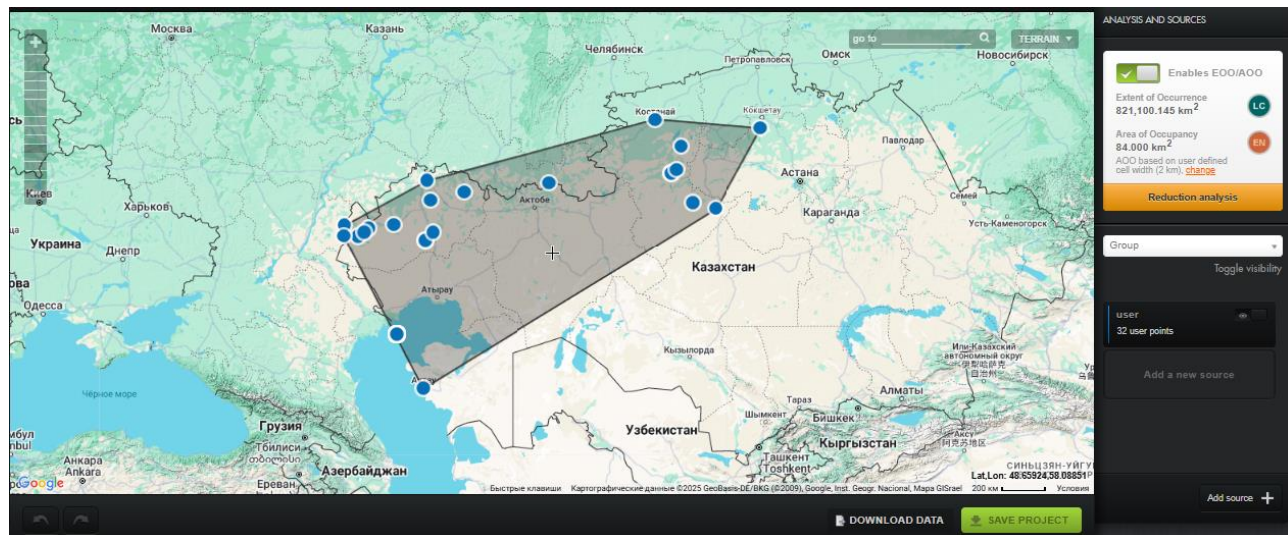 ANALYSIS AND SOURCES
Москва
Казань
Челябинск
go to
TERRAIN
Петропавловск
Омск
Новосибирск
Enables EOO/AOO
Extent of Occurrence
821,100.145 km2
LC
Area of Occupancy
84.000 km2
EN
AOO based on user defined
cell width (2 km), change
Reduction analysis
Костанай
Кокшетау
Павлодар
Астана
Киев
Харьков
Актобе
Семей
Караганда
Усть-Каменогорск
Украина
Днепр
Group
Казахстан
Toggle visibility
Атырау
Одесса
user
32 user points
Кызылорда
Или-Казахский
автономный округ
Add a new source
Чёрное море
Алматы
Тараз
Шымкент
Бишкек
Грузия
Узбекистан
Тбилиси
Кыргызстан
Ташкент
Toshkent
Анкара
Ankara
Азербайджан
СИНЬЦЗЯН-УЙГУ
Google
Ереван
Lat,Lon: 48.65924,58.08851
Быстрые клавиши
Картографические данные ©2025 GeoBasis-DE/BKG (©2009), Google, Inst. Geogr. Nacional, Mapa GISrael
200 км
Условия
Add source +
DOWNLOAD DATA
SAVE PROJECT